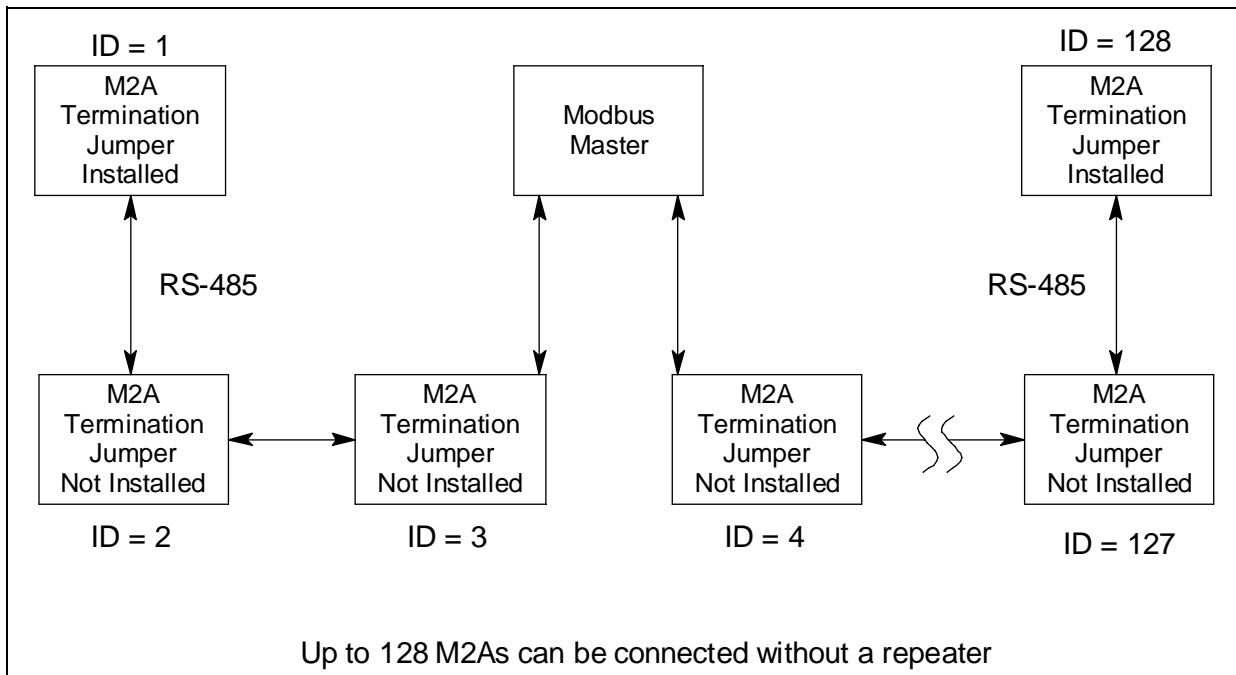 ID = 1
M2A
Termination
Jumper
Installed
Modbus
Master
ID = 128
M2A
Termination
Jumper
Installed
RS-485
RS-485
M2A
Termination
Jumper
Not Installed
ID = 2
M2A
Termination
Jumper
Not Installed
ID = 3
M2A
Termination
Jumper
Not Installed
ID = 4
M2A
Termination
Jumper
Not Installed
ID = 127
Up to 128 M2As can be connected without a repeater